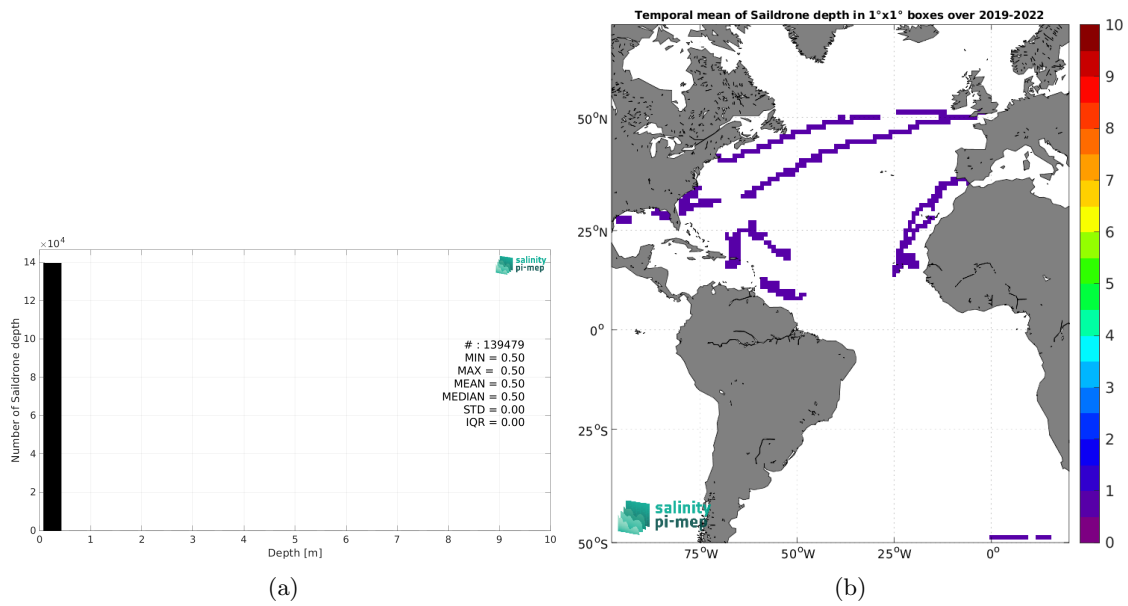 ×10⁴
14
12
10
8
6
4
2
0
Number of Saildrone depth
salinity
pi-mep
# : 139479
MIN = 0.50
MAX = 0.50
MEAN = 0.50
MEDIAN = 0.50
STD = 0.00
IQR = 0.00
0 1 2 3 4 5 6 7 8 9 10
Depth [m]
(a)
Temporal mean of Saildrone depth in 1°x1° boxes over 2019-2022
50°N
25°N
0°
25°S
50°S
75°W 50°W 25°W 0°
salinity
pi-mep
10
9
8
7
6
5
4
3
2
1
0
(b)